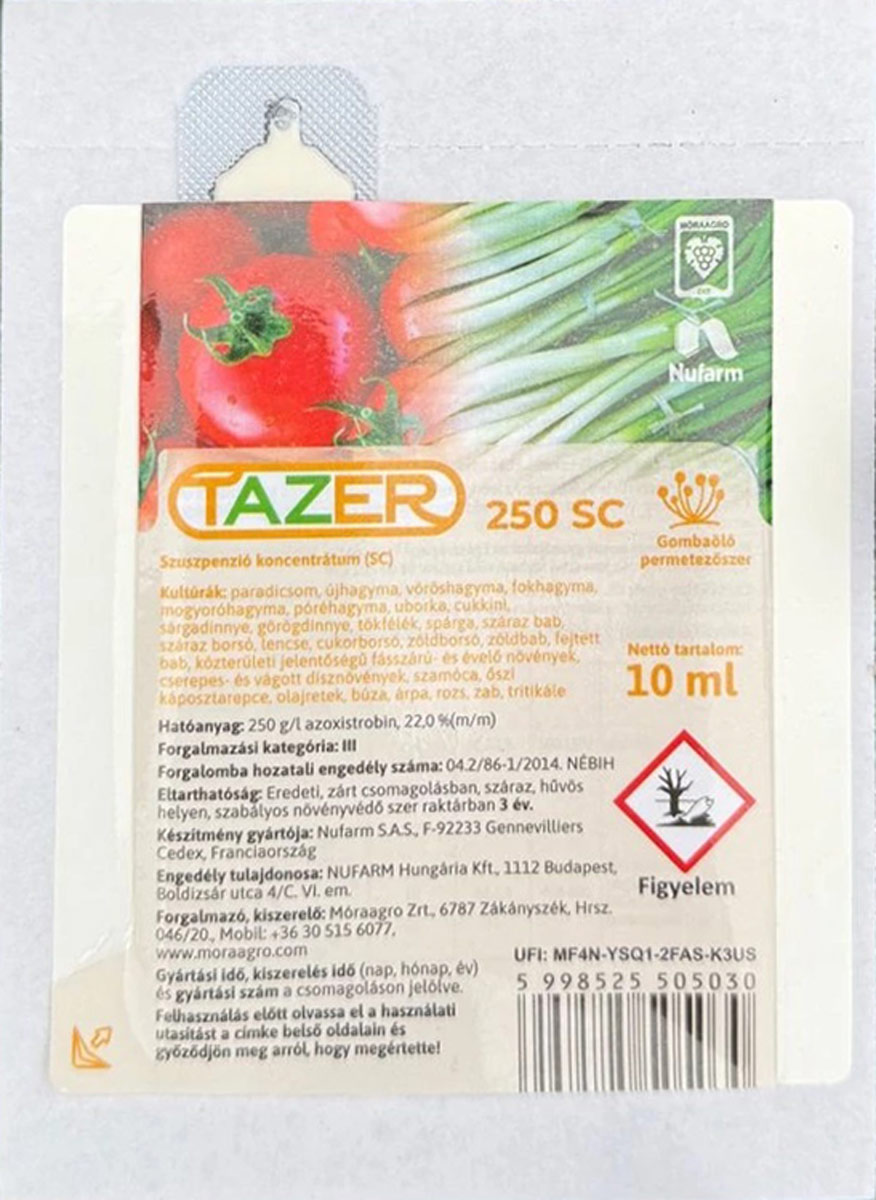 MÓRAAGRO
Nufarm
TAZER
250 SC
Gombaölő
permetezőszer
Szuszpenzió koncentrátum (SC)
Kultúrák: paradicsom, újhagyma, vöröshagyma, fokhagyma,
mogyoróhagyma, póréhagyma, uborka, cukkini,
sárgadinnye, görögdinnye, tökfélék, spárga, száraz bab,
száraz borsó, lencse, cukorborsó, zöldborsó, zöldbab, fejtett
bab, közterületi jelentőségű fásszárú- és évelő növények,
cserepes- és vágott dísznövények, szamóca, őszi
káposztarepce, olajretek, búza, árpa, rozs, zab, tritikále
Nettó tartalom:
10 ml
Hatóanyag: 250 g/l azoxistrobin, 22,0 %(m/m)
Forgalmazási kategória: III
Forgalomba hozatali engedély száma: 04.2/86-1/2014. NÉBIH
Eltarthatóság: Eredeti, zárt csomagolásban, száraz, hűvös
helyen, szabályos növényvédő szer raktárban 3 év.
Készítmény gyártója: Nufarm S.A.S., F-92233 Gennevilliers
Cedex, Franciaország
Engedély tulajdonosa: NUFARM Hungária Kft., 1112 Budapest,
Boldizsár utca 4/C. VI. em.
Figyelem
Forgalmazó, kiszerelő: Móraagro Zrt., 6787 Zákányszék, Hrsz.
046/20., Mobil: +36 30 515 6077,
www.moraagro.com
Gyártási idő, kiszerelés idő (nap, hónap, év)
és gyártási szám a csomagoláson jelölve.
Felhasználás előtt olvassa el a használati
utasítást a címke belső oldalain és
győződjön meg arról, hogy megértette!
UFI: MF4N-YSQ1-2FAS-K3US
5 998525 505030